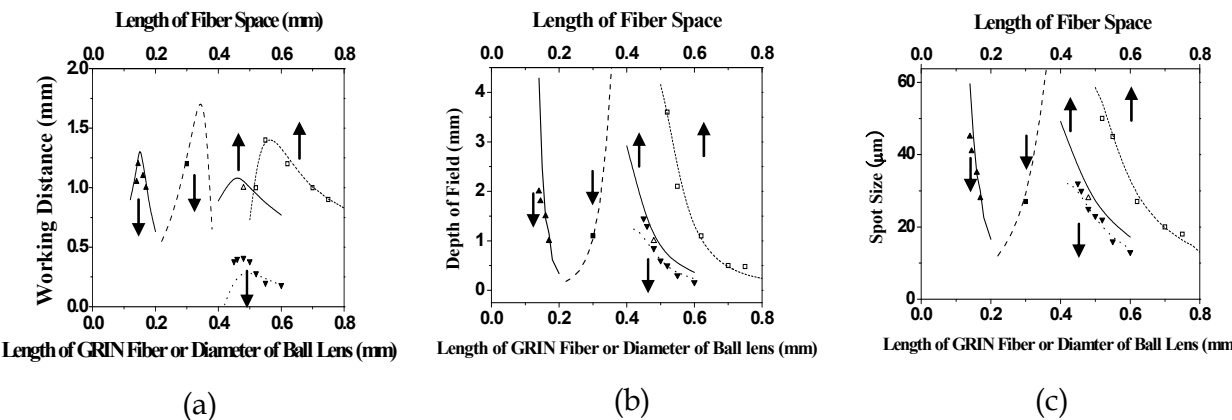 Length of Fiber Space (mm)
0.0 0.2 0.4 0.6 0.8
2.0
1.5
1.0
0.5
0.0
Working Distance (mm)
0.0 0.2 0.4 0.6 0.8
Length of GRIN Fiber or Diameter of Ball Lens (mm)
(a)
Length of Fiber Space
0.0 0.2 0.4 0.6 0.8
4
3
2
1
0
Depth of Field (mm)
0.0 0.2 0.4 0.6 0.8
Length of GRIN Fiber or Diameter of Ball lens (mm)
(b)
Length of Fiber Space
0.0 0.2 0.4 0.6 0.8
60
40
20
0
Spot Size (μm)
0.0 0.2 0.4 0.6 0.8
Length of GRIN Fiber or Diamter of Ball Lens (mm)
(c)